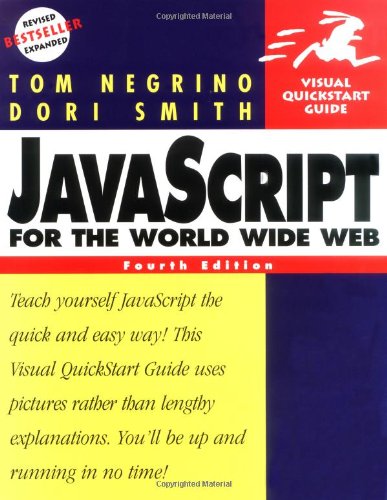 REVISED
BESTSELLER
EXPANDED
TOM NEGRINO
DORI SMITH
VISUAL
QUICKSTART
GUIDE
JAVASCRIPT
FOR THE WORLD WIDE WEB
Fourth Edition
Teach yourself JavaScript the
quick and easy way! This
Visual QuickStart Guide uses
pictures rather than lengthy
explanations. You'll be up and
running in no time!